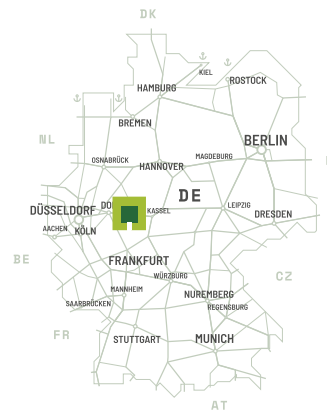 DK
KIEL
ROSTOCK
HAMBURG
BREMEN
NL
BERLIN
OSNABRÜCK
HANNOVER
MAGDEBURG
DE
DÜSSELDORF
DO
KASSEL
LEIPZIG
DRESDEN
AACHEN
KÖLN
BE
FRANKFURT
WÜRZBURG
CZ
MANNHEIM
NUREMBERG
SAARBRÜCKEN
REGENSBURG
FR
STUTTGART
MUNICH
AT